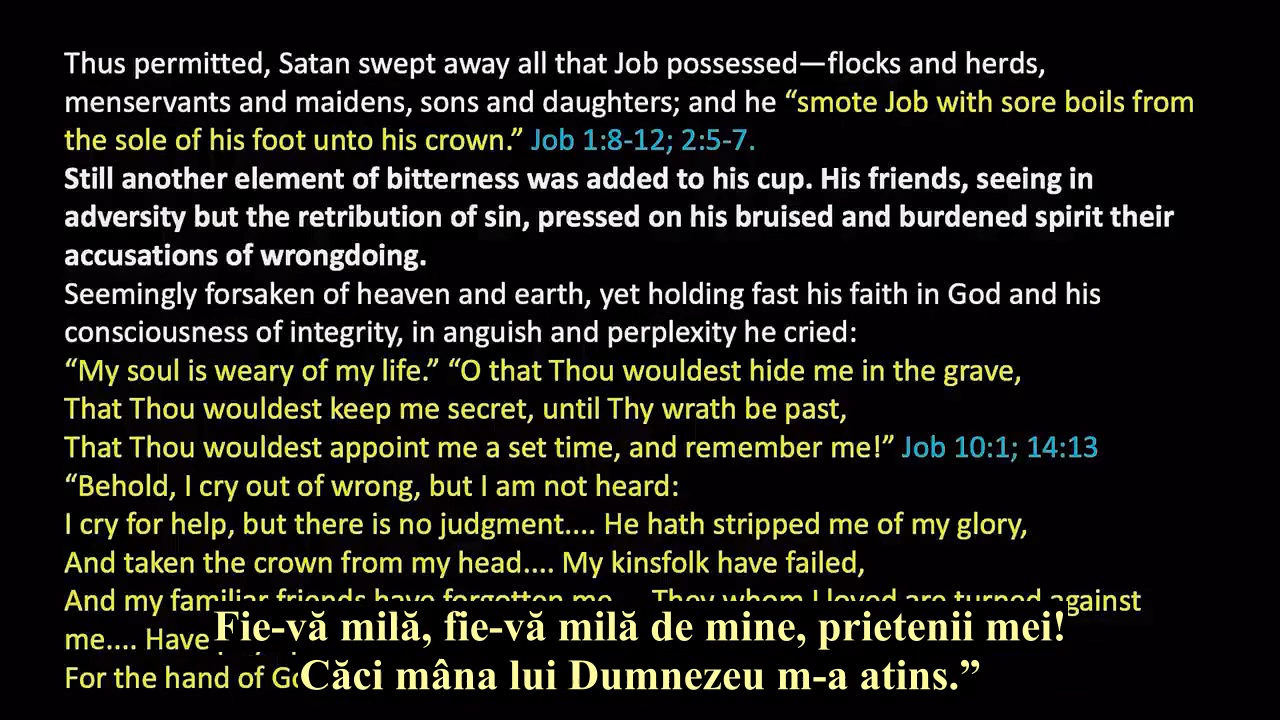 Thus permitted, Satan swept away all that Job possessed—flocks and herds,
menservants and maidens, sons and daughters; and he “smote Job with sore boils from
the sole of his foot unto his crown.” Job 1:8-12; 2:5-7.
Still another element of bitterness was added to his cup. His friends, seeing in
adversity but the retribution of sin, pressed on his bruised and burdened spirit their
accusations of wrongdoing.
Seemingly forsaken of heaven and earth, yet holding fast his faith in God and his
consciousness of integrity, in anguish and perplexity he cried:
“My soul is weary of my life.” “O that Thou wouldest hide me in the grave,
That Thou wouldest keep me secret, until Thy wrath be past,
That Thou wouldest appoint me a set time, and remember me!” Job 10:1; 14:13
“Behold, I cry out of wrong, but I am not heard:
I cry for help, but there is no judgment.... He hath stripped me of my glory,
And taken the crown from my head.... My kinsfolk have failed,
And my familiar friends have forgotten me.... They whom I loved are turned against
me.... Have
For the hand of
Fie-vă milă, fie-vă milă de mine, prietenii mei!
Căci mâna lui Dumnezeu m-a atins.”